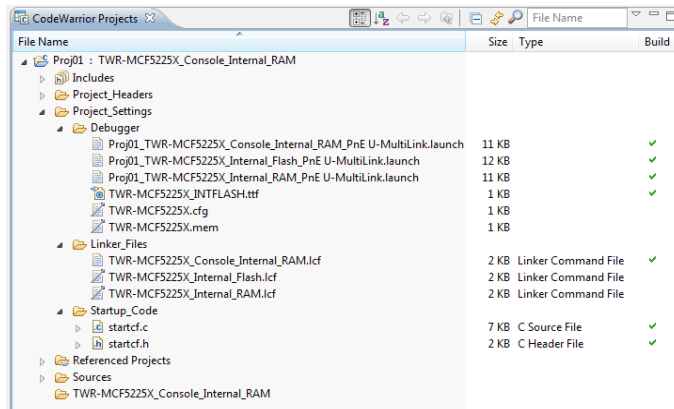 CodeWarrior Projects
File Name
File Name Size Type Build
Proj01 : TWR-MCF5225X_Console_Internal_RAM
Includes
Project_Headers
Project_Settings
Debugger
Proj01_TWR-MCF5225X_Console_Internal_RAM_PnE U-MultiLink.launch 11 KB
Proj01_TWR-MCF5225X_Internal_Flash_PnE U-MultiLink.launch 12 KB
Proj01_TWR-MCF5225X_Internal_RAM_PnE U-MultiLink.launch 11 KB
TWR-MCF5225X_INTFLASH.ttf 1 KB
TWR-MCF5225X.cfg 1 KB
TWR-MCF5225X.mem 1 KB
Linker_Files
TWR-MCF5225X_Console_Internal_RAM.lcf 2 KB Linker Command File
TWR-MCF5225X_Internal_Flash.lcf 2 KB Linker Command File
TWR-MCF5225X_Internal_RAM.lcf 2 KB Linker Command File
Startup_Code
startcf.c 7 KB C Source File
startcf.h 2 KB C Header File
Referenced Projects
Sources
TWR-MCF5225X_Console_Internal_RAM